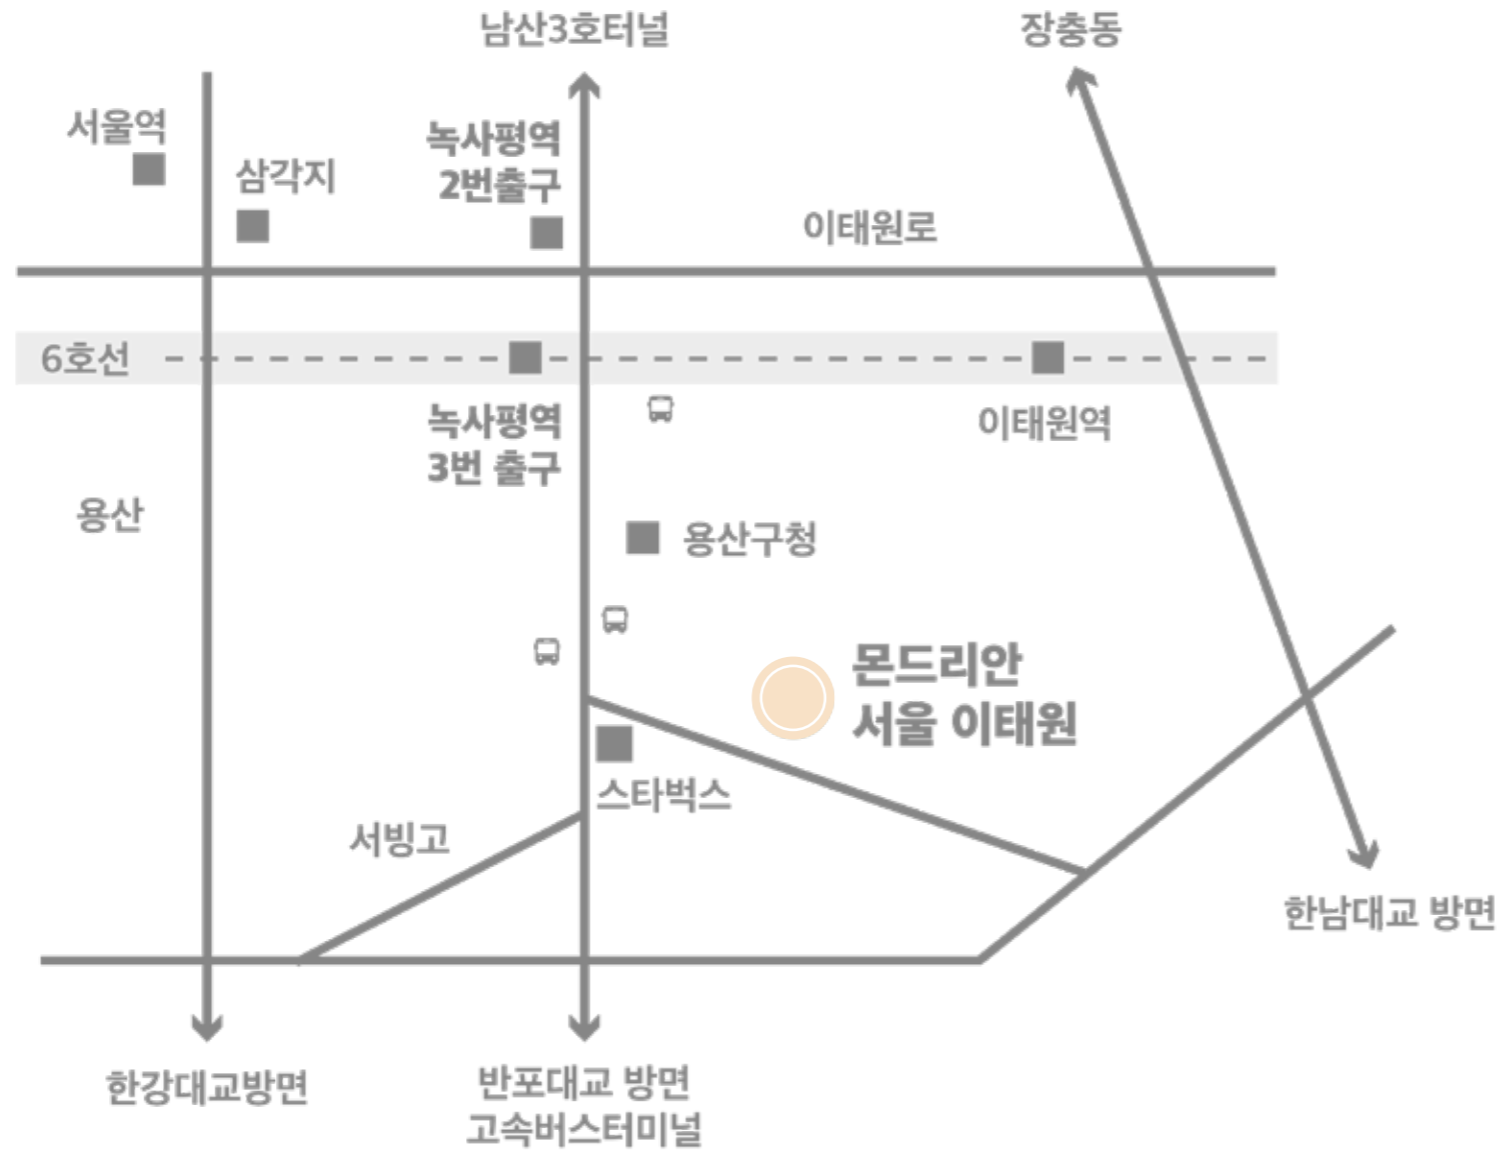 남산3호터널
장충동
서울역
삼각지
녹사평역
2번출구
이태원로
6호선
녹사평역
3번 출구
이태원역
용산
용산구청
몬드리안
서울 이태원
스타벅스
서빙고
한남대교 방면
한강대교방면
반포대교 방면
고속버스터미널